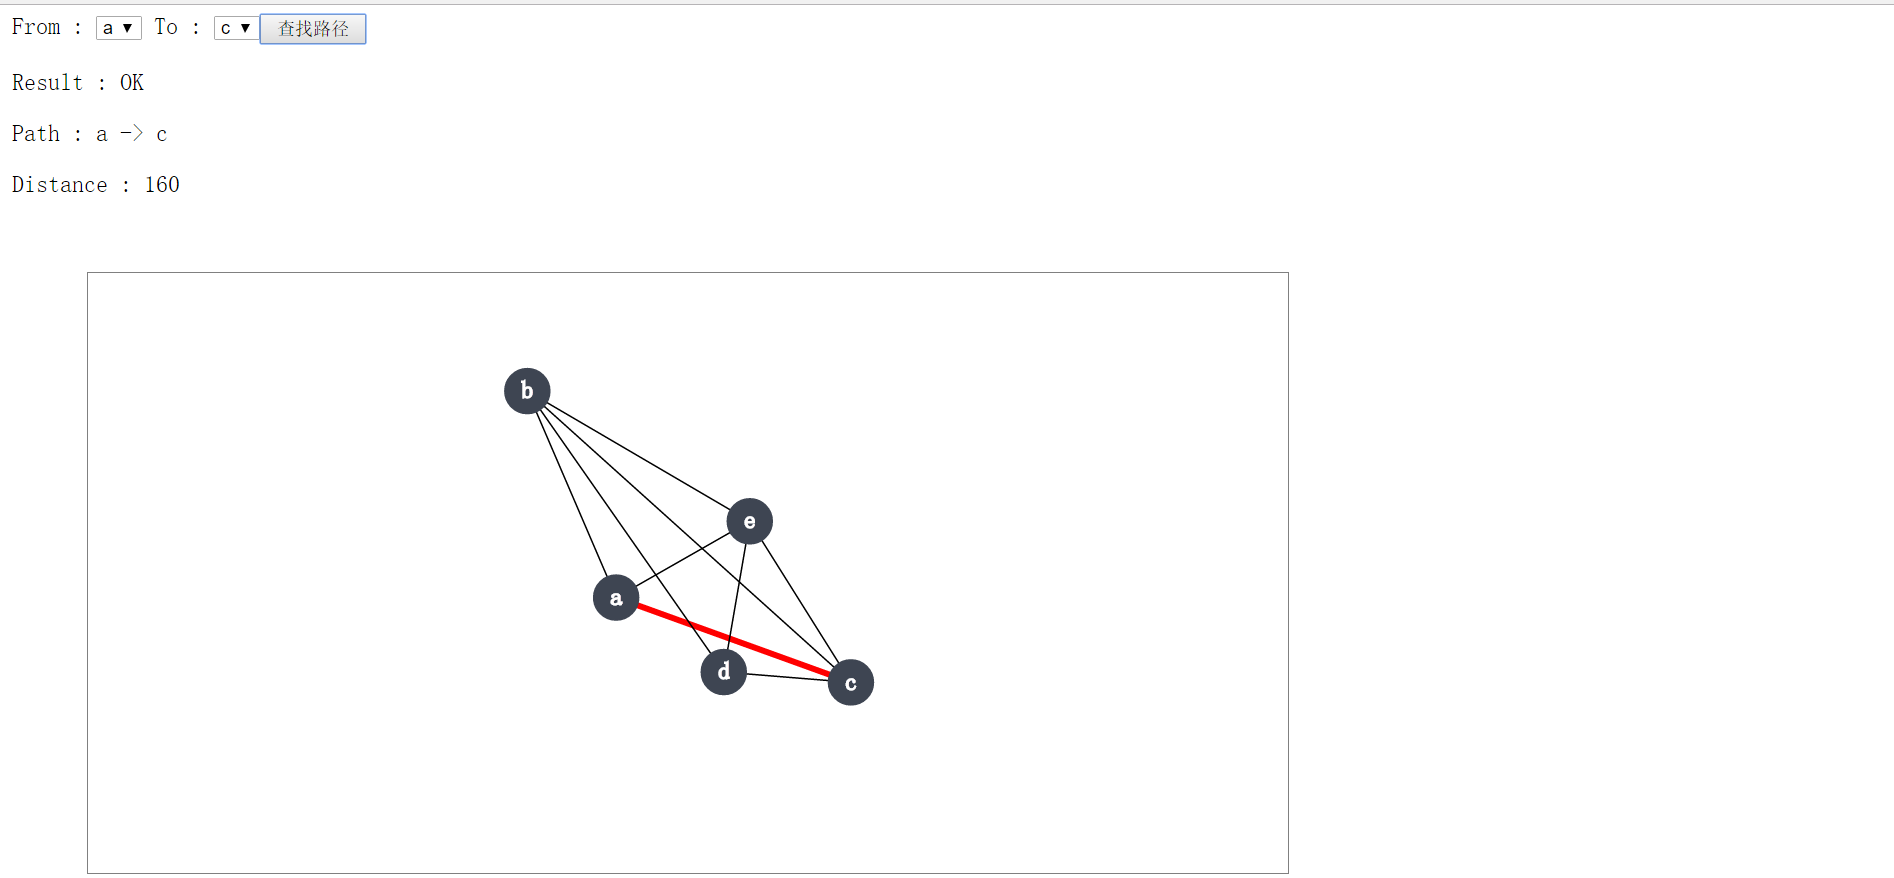 From : a ▼ To : c ▼ 查找路径
Result : OK
Path : a -> c
Distance : 160
b
e
a
d
c